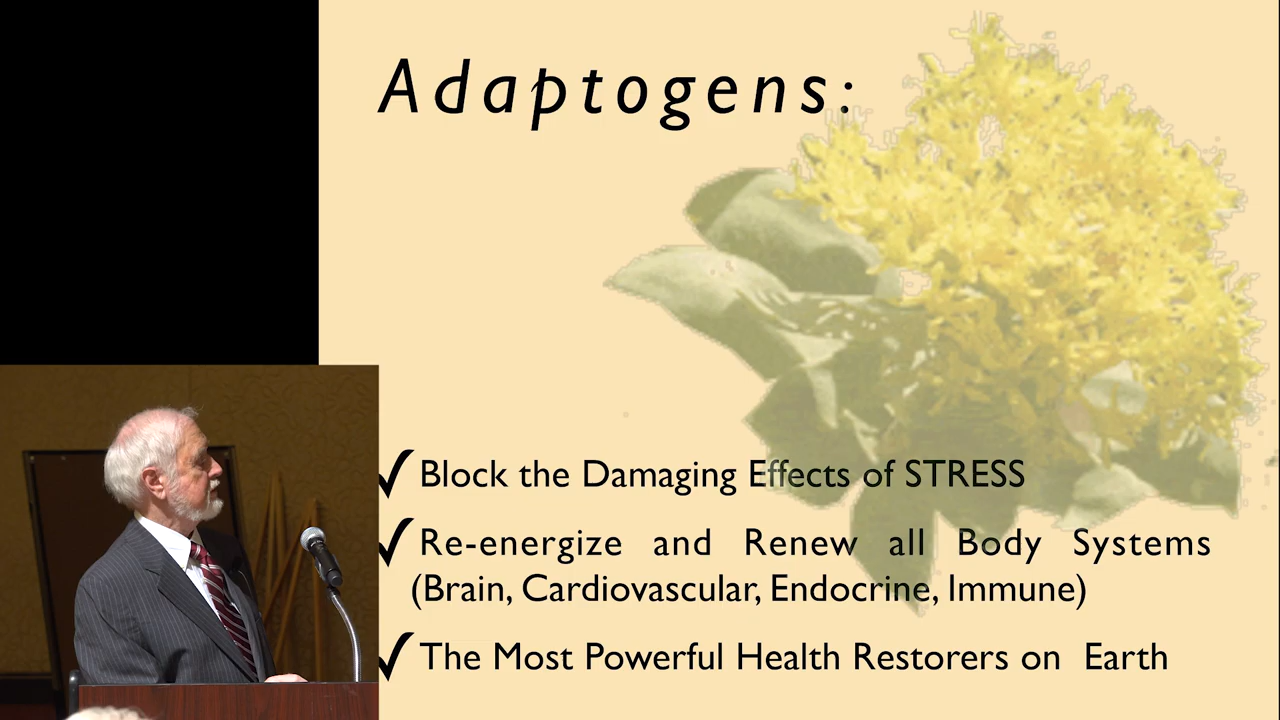 Adaptogens:
✓Block the Damaging Effects of STRESS
✓Re-energize and Renew all Body Systems
(Brain, Cardiovascular, Endocrine, Immune)
✓The Most Powerful Health Restorers on Earth